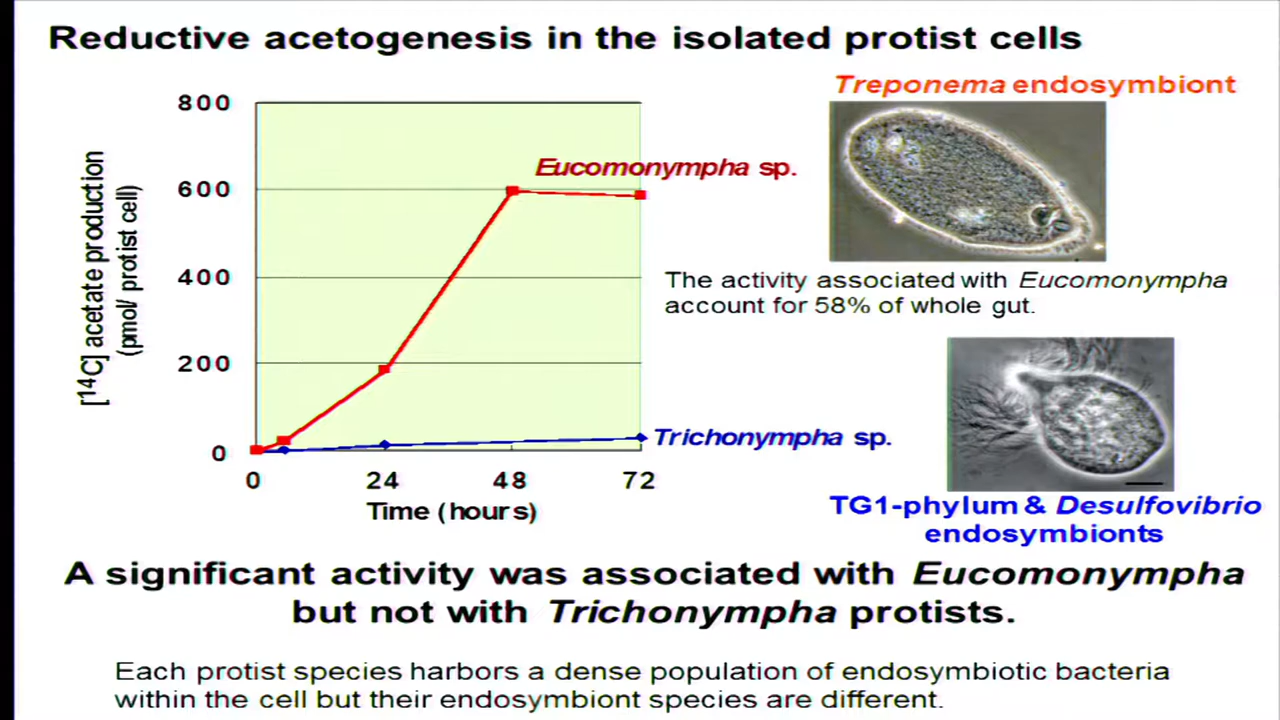 Reductive acetogenesis in the isolated protist cells
Treponema endosymbiont
800
600
400
200
0
[14C] acetate production
(pmol/ protist cell)
Eucomonympha sp.
Trichonympha sp.
0 24 48 72
Time (hours)
The activity associated with Eucomonympha
account for 58% of whole gut.
TG1-phylum & Desulfovibrio
endosymbionts
A significant activity was associated with Eucomonympha
but not with Trichonympha protists.
Each protist species harbors a dense population of endosymbiotic bacteria
within the cell but their endosymbiont species are different.